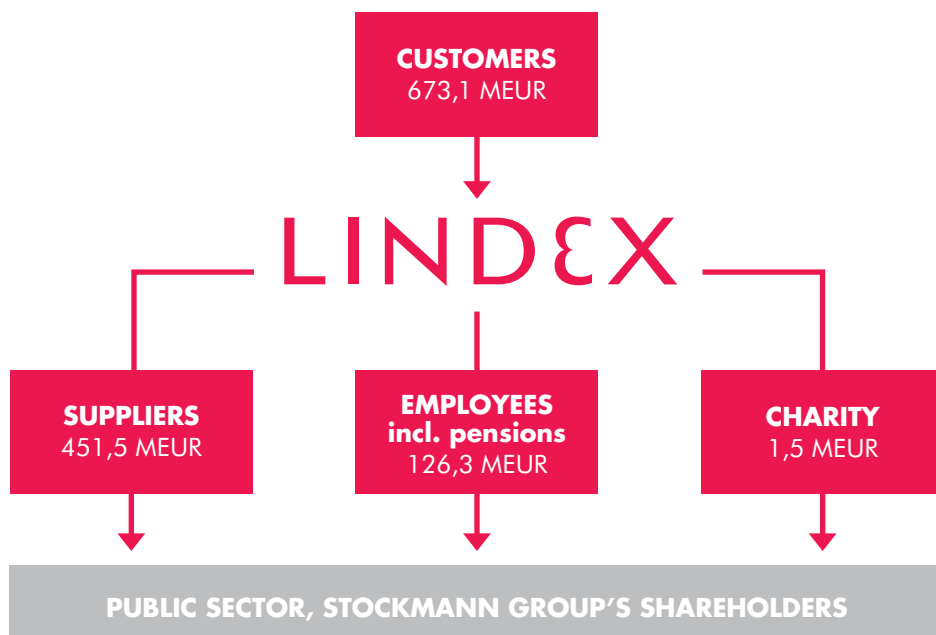 CUSTOMERS
673,1 MEUR
LINDEX
SUPPLIERS
451,5 MEUR
EMPLOYEES
incl. pensions
126,3 MEUR
CHARITY
1,5 MEUR
PUBLIC SECTOR, STOCKMANN GROUP'S SHAREHOLDERS